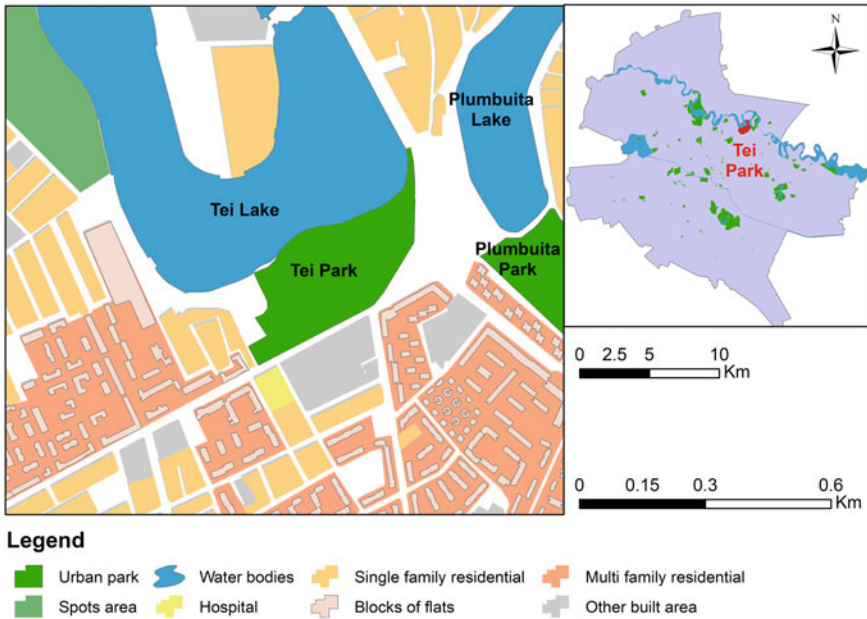 N
Plumbuita
Lake
Tei Lake
Tei Park
Plumbuita
Park
Tei
Park
0 2.5 5 10
Km
0 0.15 0.3 0.6
Km
Legend
Urban park Water bodies Single family residential Multi family residential
Spots area Hospital Blocks of flats Other built area